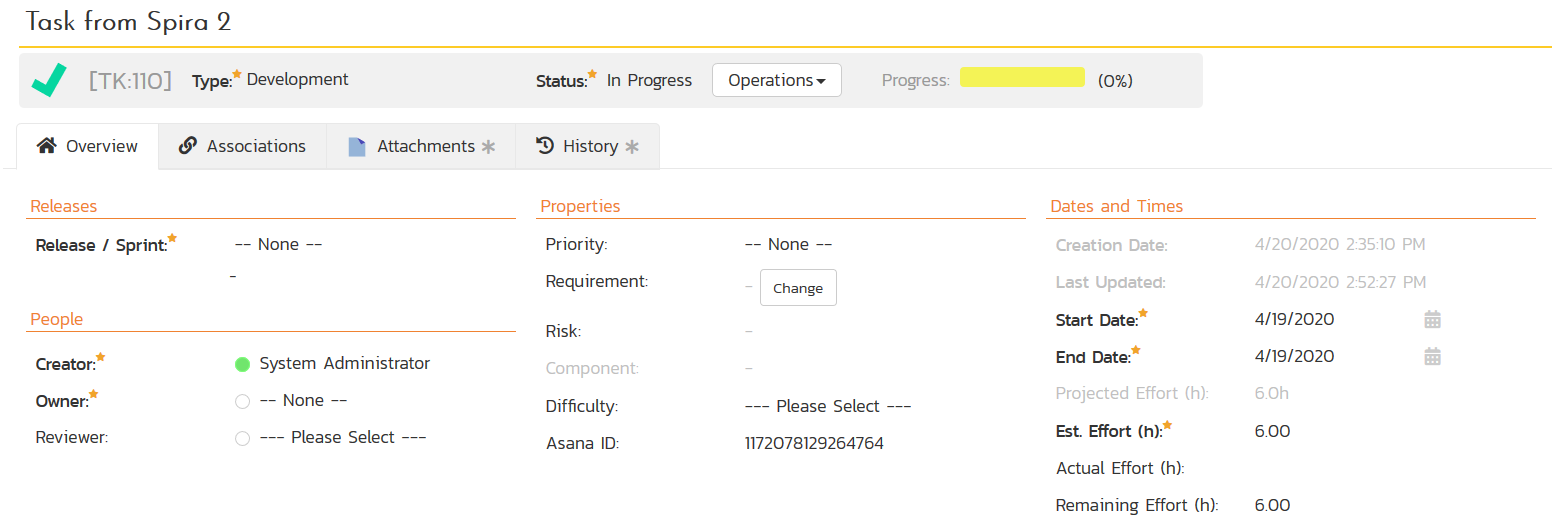 Task from Spira 2
[TK:110] Type: Development Status: In Progress Operations Progress: (0%)
Overview Associations Attachments History
Releases
Release / Sprint: -- None --
-
People
Creator: System Administrator
Owner: -- None --
Reviewer: --- Please Select ---
Properties
Priority: -- None --
Requirement: - Change
Risk: -
Component: -
Difficulty: --- Please Select ---
Asana ID: 1172078129264764
Dates and Times
Creation Date: 4/20/2020 2:35:10 PM
Last Updated: 4/20/2020 2:52:27 PM
Start Date: 4/19/2020
End Date: 4/19/2020
Projected Effort (h): 6.0h
Est. Effort (h): 6.00
Actual Effort (h):
Remaining Effort (h): 6.00